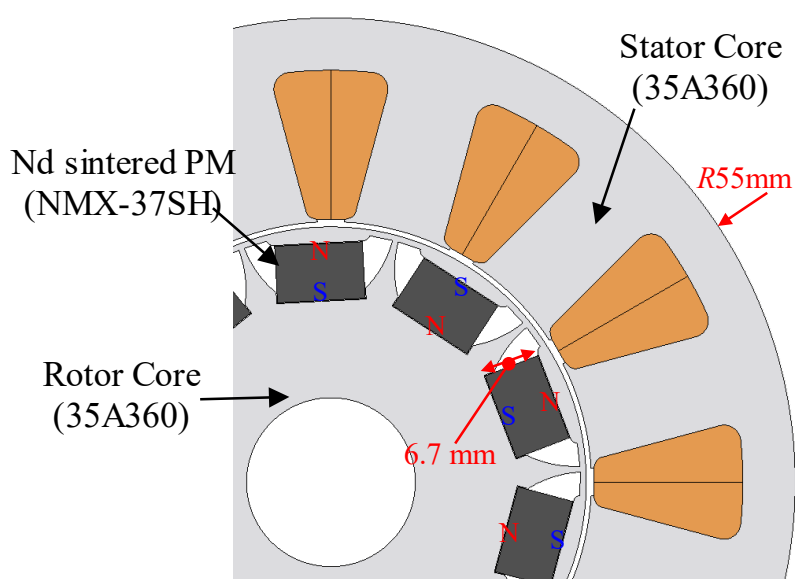 Stator Core
(35A360)
Nd sintered PM
(NMX-37SH)
R55mm
N
S
S
N
N
S
N
S
Rotor Core
(35A360)
6.7 mm